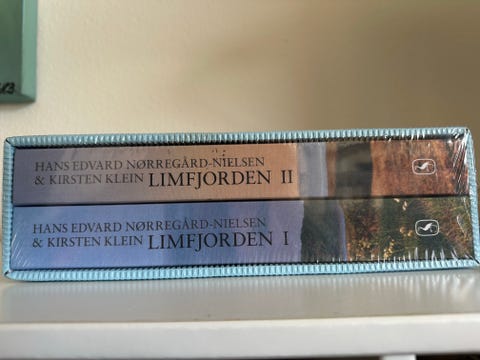 HANS EDVARD NØRREGÅRD-NIELSEN
& KIRSTEN KLEIN LIMFJORDEN II
HANS EDVARD NØRREGÅRD-NIELSEN
& KIRSTEN KLEIN LIMFJORDEN I